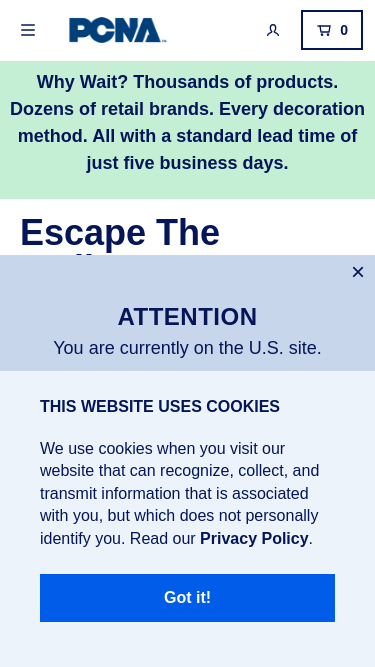 PCNA
0
Why Wait? Thousands of products.
Dozens of retail brands. Every decoration
method. All with a standard lead time of
just five business days.
Escape The
ATTENTION
You are currently on the U.S. site.
THIS WEBSITE USES COOKIES
We use cookies when you visit our
website that can recognize, collect, and
transmit information that is associated
with you, but which does not personally
identify you. Read our Privacy Policy.
Got it!